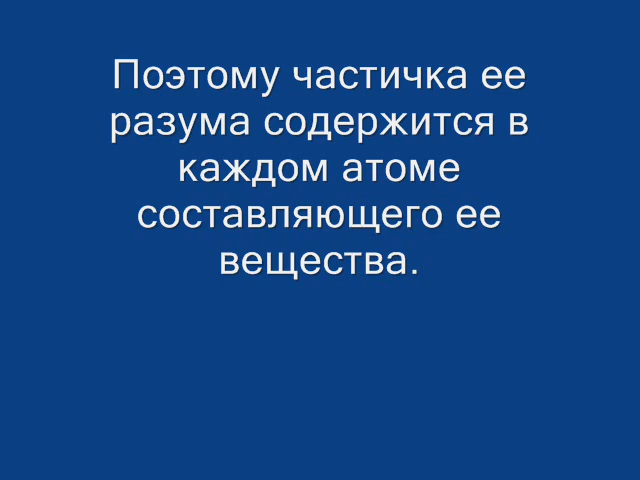 Поэтому частичка ее
разума содержится в
каждом атоме
составляющего ее
вещества.